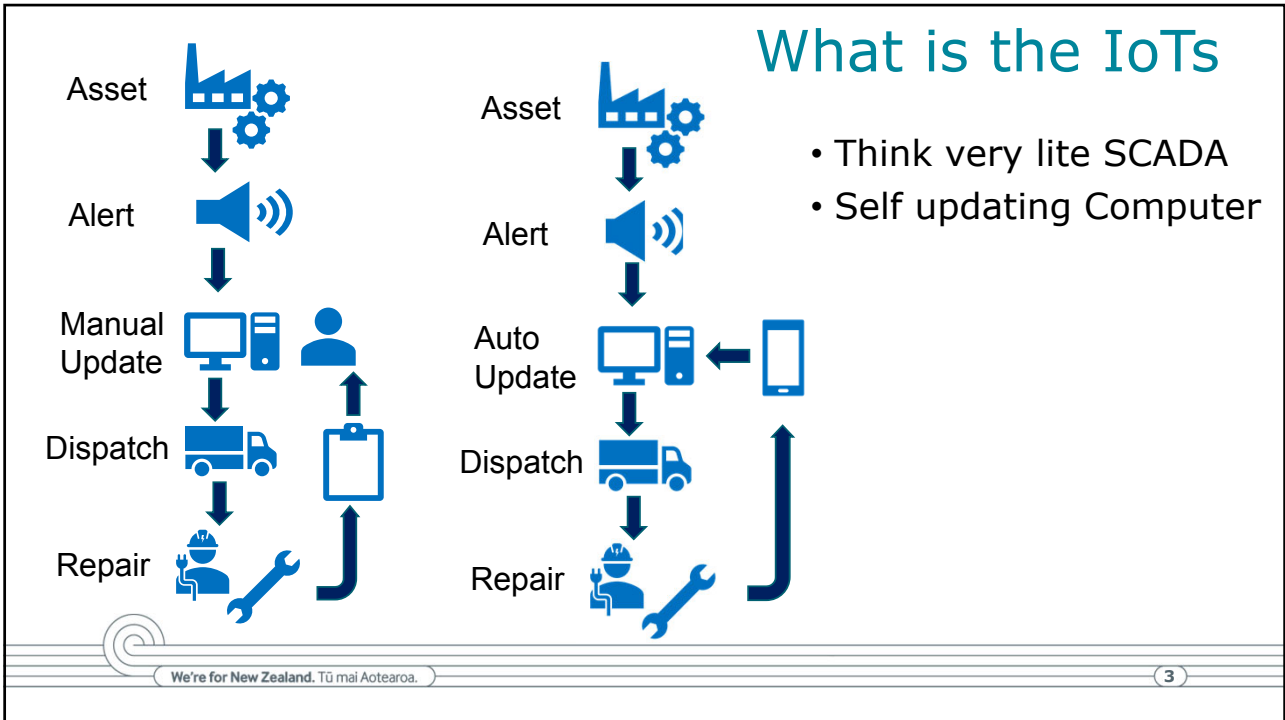 What is the IoTs
• Think very lite SCADA
• Self updating Computer
Asset
Alert
Manual
Update
Dispatch
Repair
Asset
Alert
Auto
Update
Dispatch
Repair
We're for New Zealand. Tū mai Aotearoa.
3